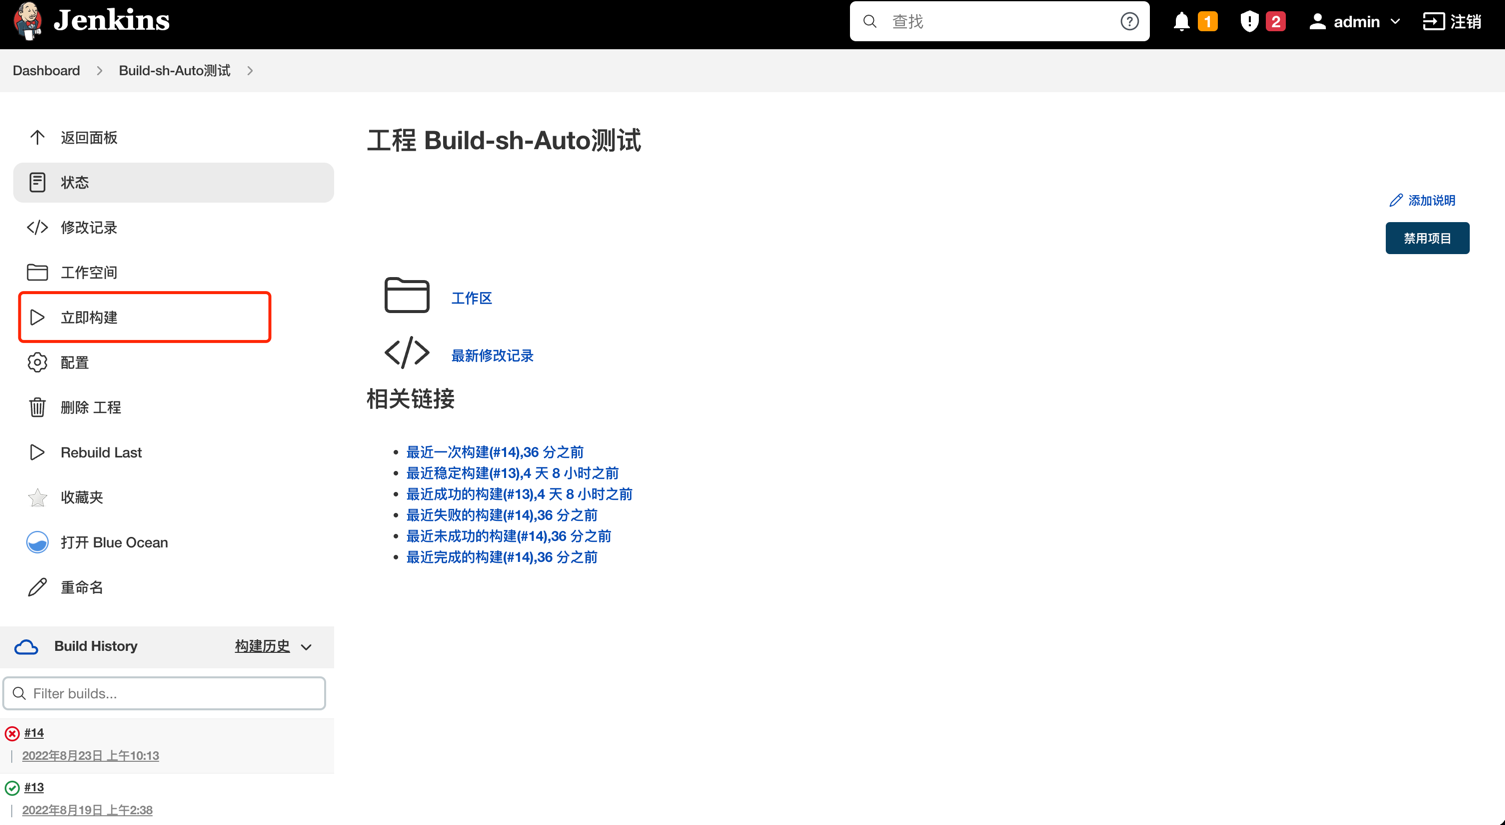 Jenkins
查找
1
2
admin
注销
Dashboard
Build-sh-Auto测试
返回面板
状态
修改记录
工作空间
立即构建
配置
删除 工程
Rebuild Last
收藏夹
打开 Blue Ocean
重命名
工程 Build-sh-Auto测试
添加说明
禁用项目
工作区
最新修改记录
相关链接
最近一次构建(#14),36 分之前
最近稳定构建(#13),4 天 8 小时之前
最近成功的构建(#13),4 天 8 小时之前
最近失败的构建(#14),36 分之前
最近未成功的构建(#14),36 分之前
最近完成的构建(#14),36 分之前
Build History
构建历史
Filter builds...
#14
2022年8月23日 上午10:13
#13
2022年8月19日 上午2:38